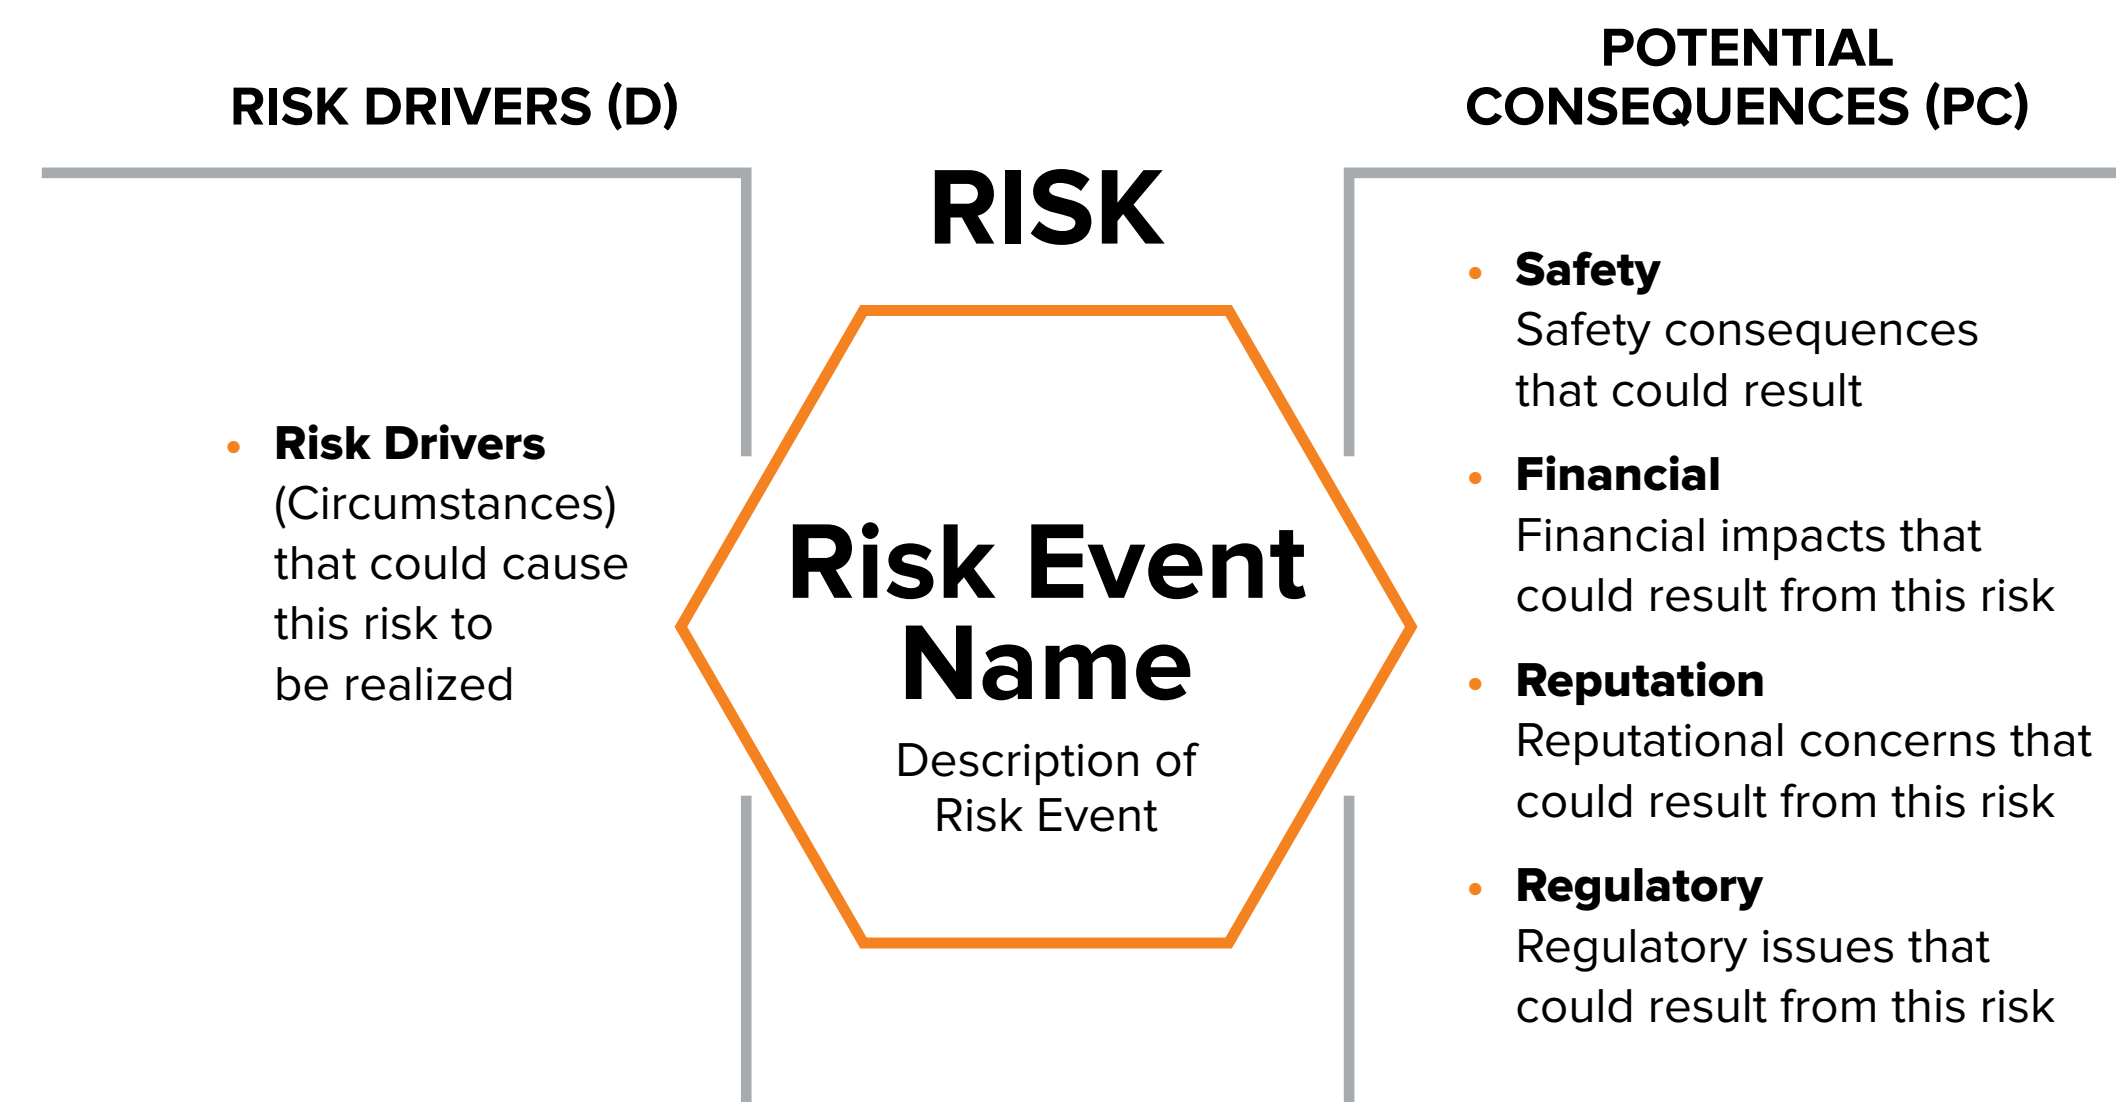 RISK DRIVERS (D)
• Risk Drivers
(Circumstances)
that could cause
this risk to
be realized
RISK
Risk Event
Name
Description of
Risk Event
POTENTIAL
CONSEQUENCES (PC)
• Safety
Safety consequences
that could result
• Financial
Financial impacts that
could result from this risk
• Reputation
Reputational concerns that
could result from this risk
• Regulatory
Regulatory issues that
could result from this risk